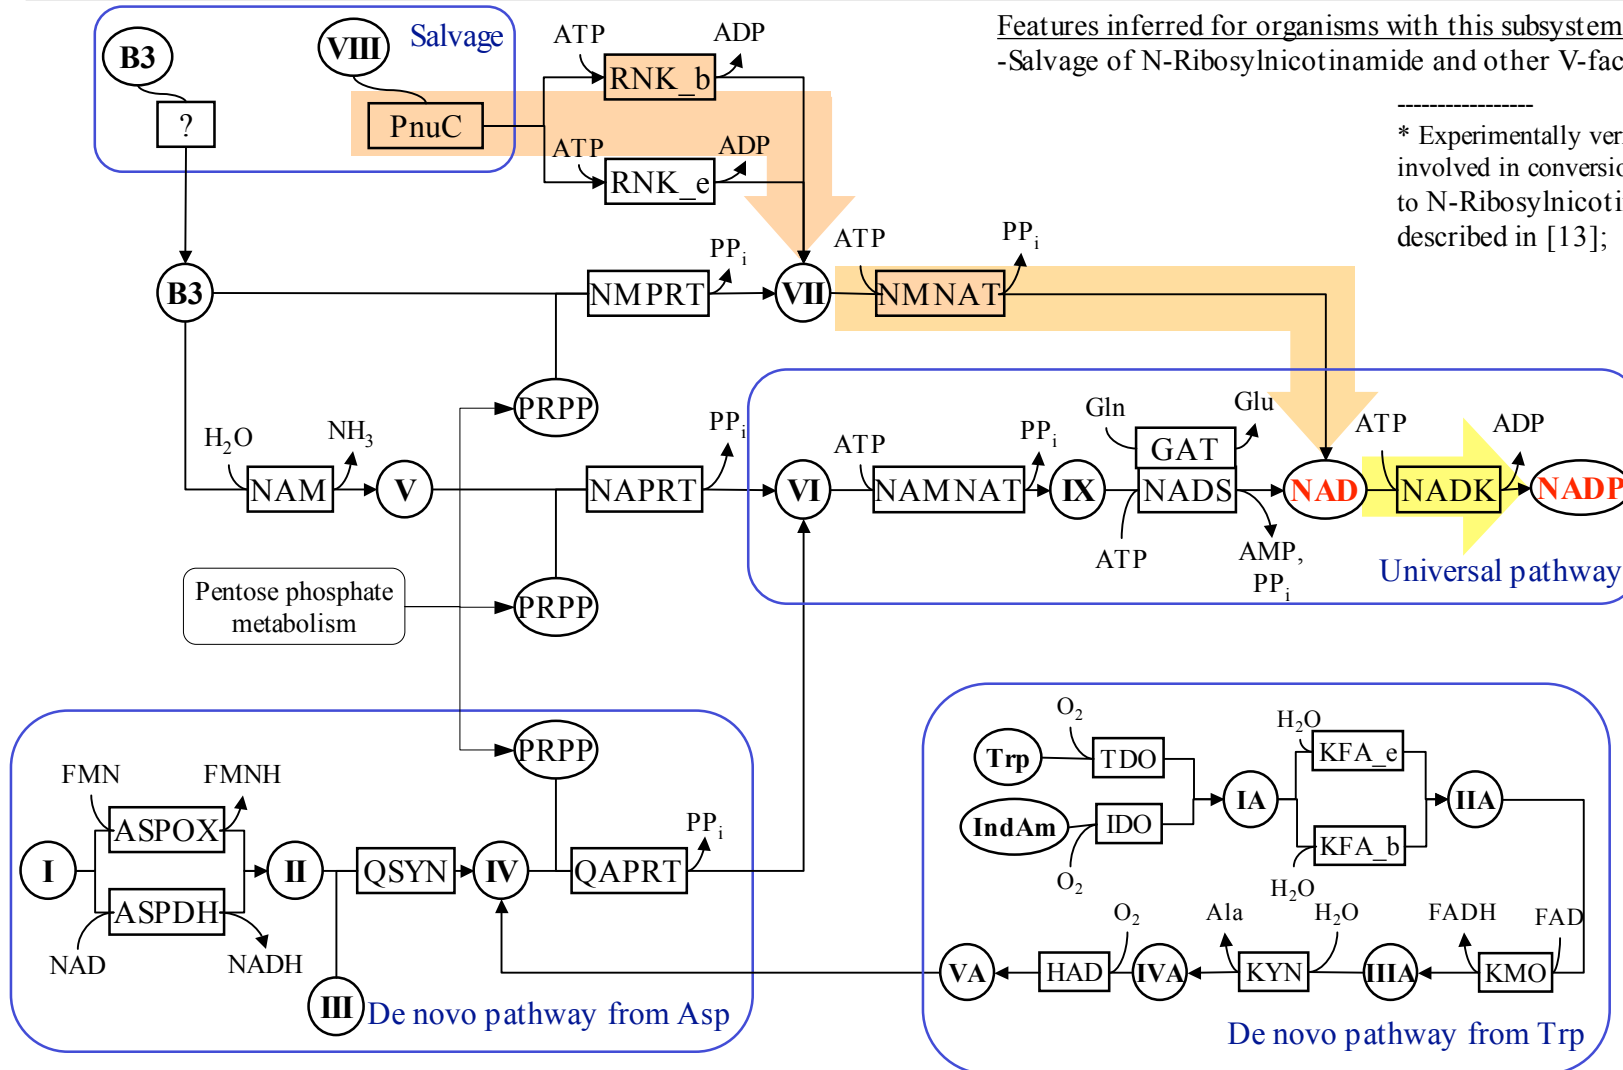 Features inferred for organisms with this subsystem
-Salvage of N-Ribosylnicotinamide and other V-fac
-----------------
* Experimentally ver
involved in conversio
to N-Ribosylnicoti
described in [13];
Salvage
B3
VIII
?
PnuC
ATP
RNK_b
ADP
ATP
RNK_e
ADP
B3
NMPRT
PPi
VII
ATP
NMNAT
PPi
PRPP
H2O
NAM
NH3
V
NAPRT
PPi
PRPP
Pentose phosphate
metabolism
VI
ATP
NAMNAT
PPi
IX
Gln
GAT
Glu
NADS
ATP
AMP,
PPi
NAD
ATP
NADK
ADP
NADP
Universal pathway
PRPP
FMN
FMNH
ASPOX
I
ASPDH
NAD
NADH
II
QSYN
IV
QAPRT
PPi
III
De novo pathway from Asp
O2
Trp
TDO
IndAm
IDO
O2
IA
H2O
KFA_e
KFA_b
H2O
IIA
FAD
KMO
FADH
IIIA
H2O
KYN
Ala
IVA
O2
HAD
VA
De novo pathway from Trp